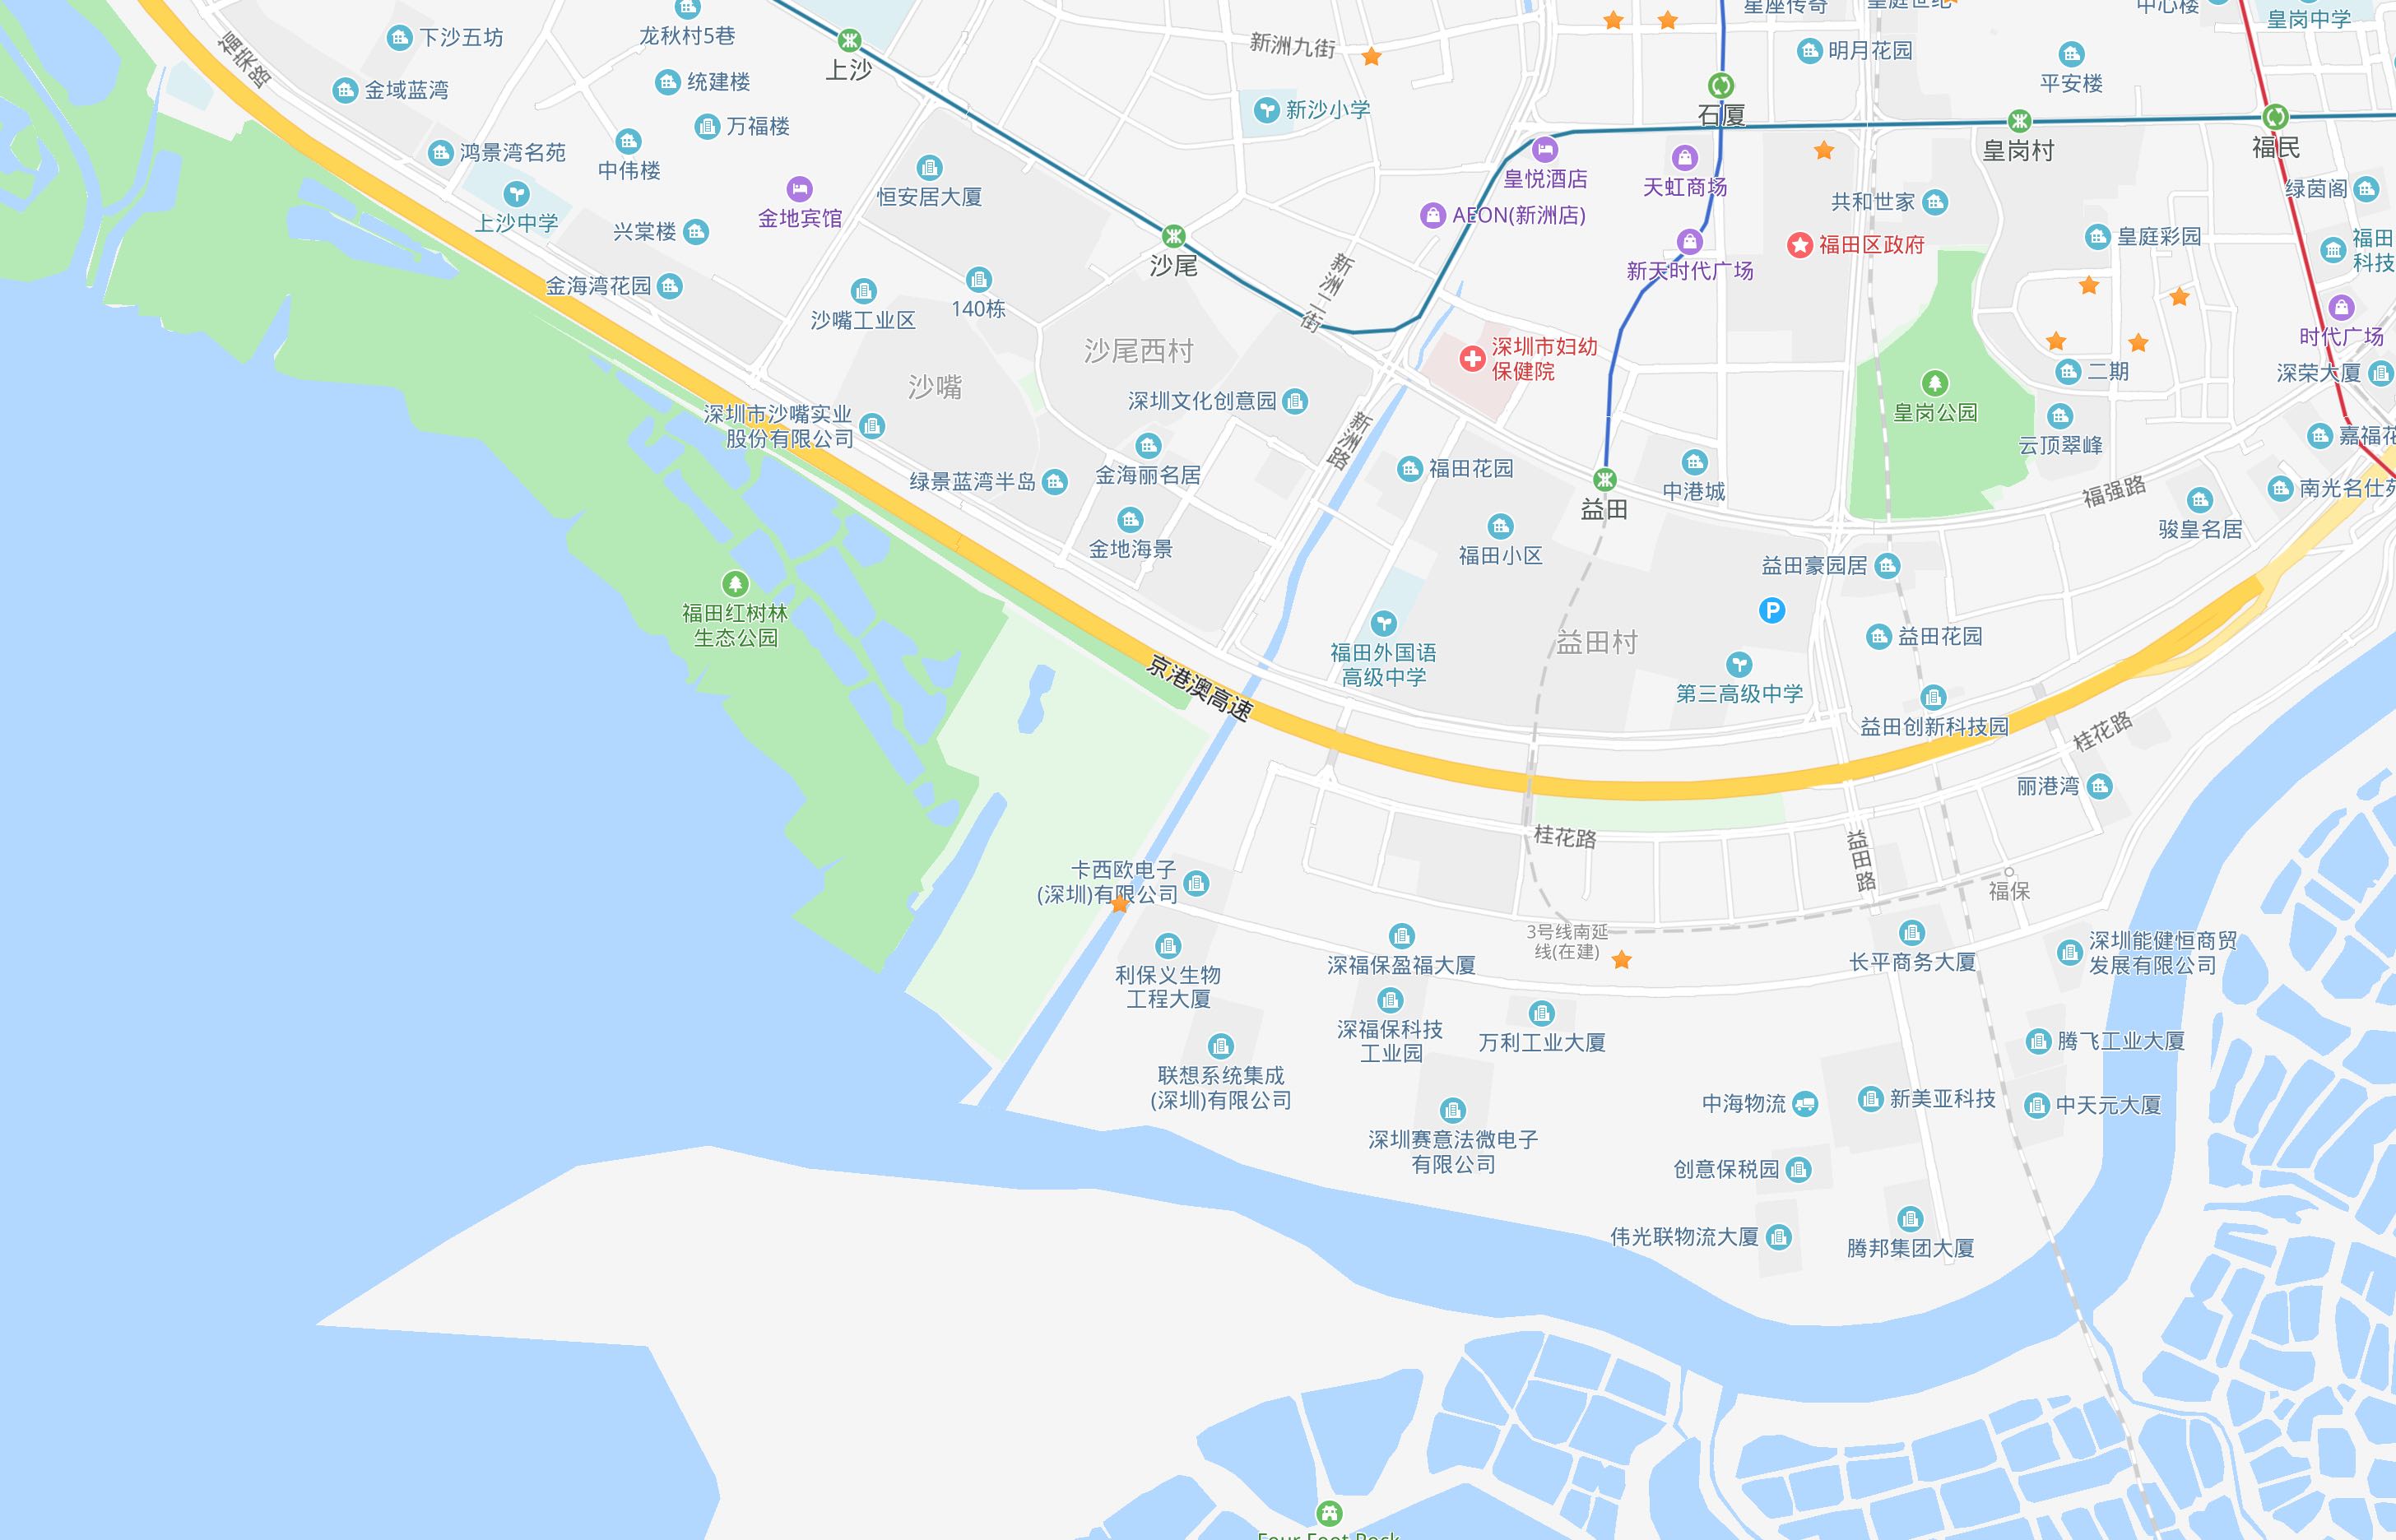 星座传奇
皇庭世纪
中心楼
皇岗中学
下沙五坊
龙秋村5巷
福荣路
新洲九街
明月花园
上沙
统建楼
平安楼
金域蓝湾
新沙小学
石厦
万福楼
皇岗村
福民
鸿景湾名苑
中伟楼
皇悦酒店
天虹商场
恒安居大厦
绿茵阁
共和世家
上沙中学
金地宾馆
AEON(新洲店)
兴棠楼
福田区政府
皇庭彩园
福田
科技
沙尾
新天时代广场
金海湾花园
新洲二街
140栋
沙嘴工业区
时代广场
沙尾西村
深圳市妇幼
保健院
二期
深荣大厦
沙嘴
深圳文化创意园
皇岗公园
深圳市沙嘴实业
股份有限公司
新洲路
云顶翠峰
嘉福花
金海丽名居
福田花园
中港城
绿景蓝湾半岛
福强路
南光名仕苑
益田
骏皇名居
金地海景
福田小区
益田豪园居
福田红树林
生态公园
P
益田花园
益田村
福田外国语
高级中学
第三高级中学
京港澳高速
益田创新科技园
桂花路
丽港湾
桂花路
益田路
卡西欧电子
(深圳)有限公司
福保
3号线南延
线(在建)
深圳能健恒商贸
发展有限公司
利保义生物
工程大厦
深福保盈福大厦
长平商务大厦
深福保科技
工业园
万利工业大厦
腾飞工业大厦
联想系统集成
(深圳)有限公司
中海物流
新美亚科技
中天元大厦
深圳赛意法微电子
有限公司
创意保税园
伟光联物流大厦
腾邦集团大厦
Four Foot Rock